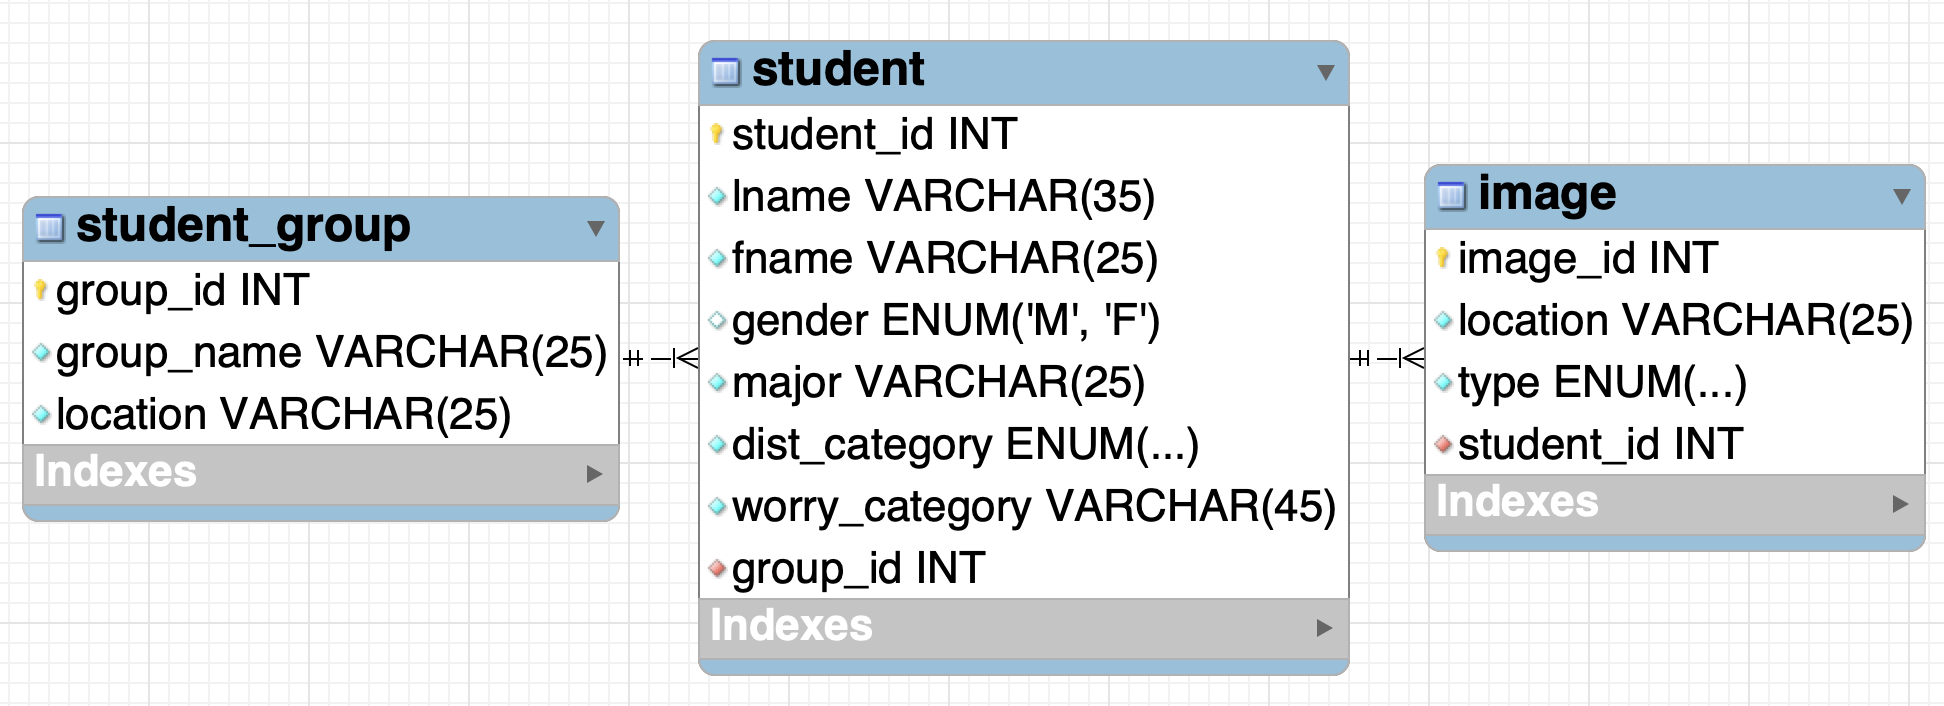 student_group
group_id INT
group_name VARCHAR(25)
location VARCHAR(25)
Indexes
student
student_id INT
lname VARCHAR(35)
fname VARCHAR(25)
gender ENUM('M', 'F')
major VARCHAR(25)
dist_category ENUM(...)
worry_category VARCHAR(45)
group_id INT
Indexes
image
image_id INT
location VARCHAR(25)
type ENUM(...)
student_id INT
Indexes